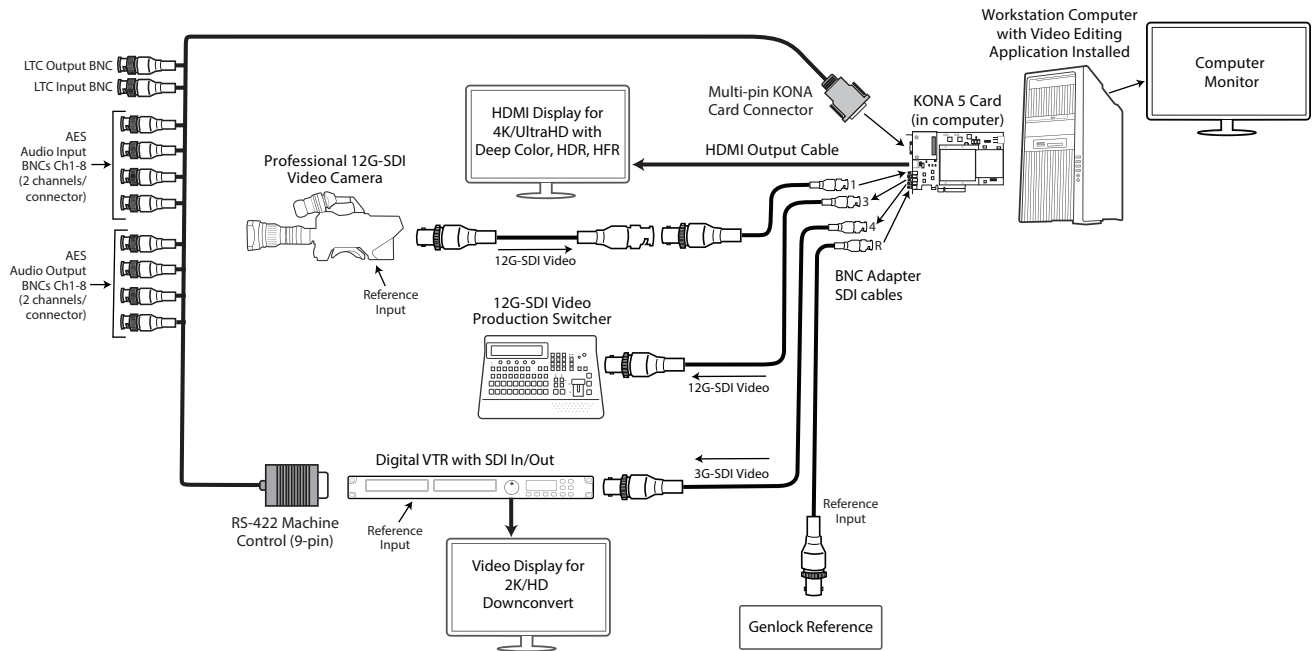 Workstation Computer
with Video Editing
Application Installed
Computer
Monitor
LTC Output BNC
LTC Input BNC
Multi-pin KONA
Card Connector
KONA 5 Card
(in computer)
HDMI Display for
4K/UltraHD with
Deep Color, HDR, HFR
HDMI Output Cable
AES
Audio Input
BNCs Ch1-8
(2 channels/
connector)
Professional 12G-SDI
Video Camera
1
3
4
R
12G-SDI Video
BNC Adapter
SDI cables
AES
Audio Output
BNCs Ch1-8
(2 channels/
connector)
Reference
Input
12G-SDI Video
Production Switcher
12G-SDI Video
Digital VTR with SDI In/Out
3G-SDI Video
RS-422 Machine
Control (9-pin)
Reference
Input
Reference
Input
Video Display for
2K/HD
Downconvert
Genlock Reference